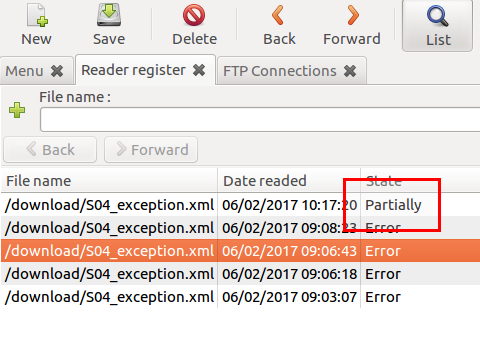 New Save Delete Back Forward List
Menu Reader register FTP Connections
File name :
Back Forward
File name Date readed State
/download/S04_exception.xml 06/02/2017 10:17:20 Partially
/download/S04_exception.xml 06/02/2017 09:08:23 Error
/download/S04_exception.xml 06/02/2017 09:06:43 Error
/download/S04_exception.xml 06/02/2017 09:06:18 Error
/download/S04_exception.xml 06/02/2017 09:03:07 Error